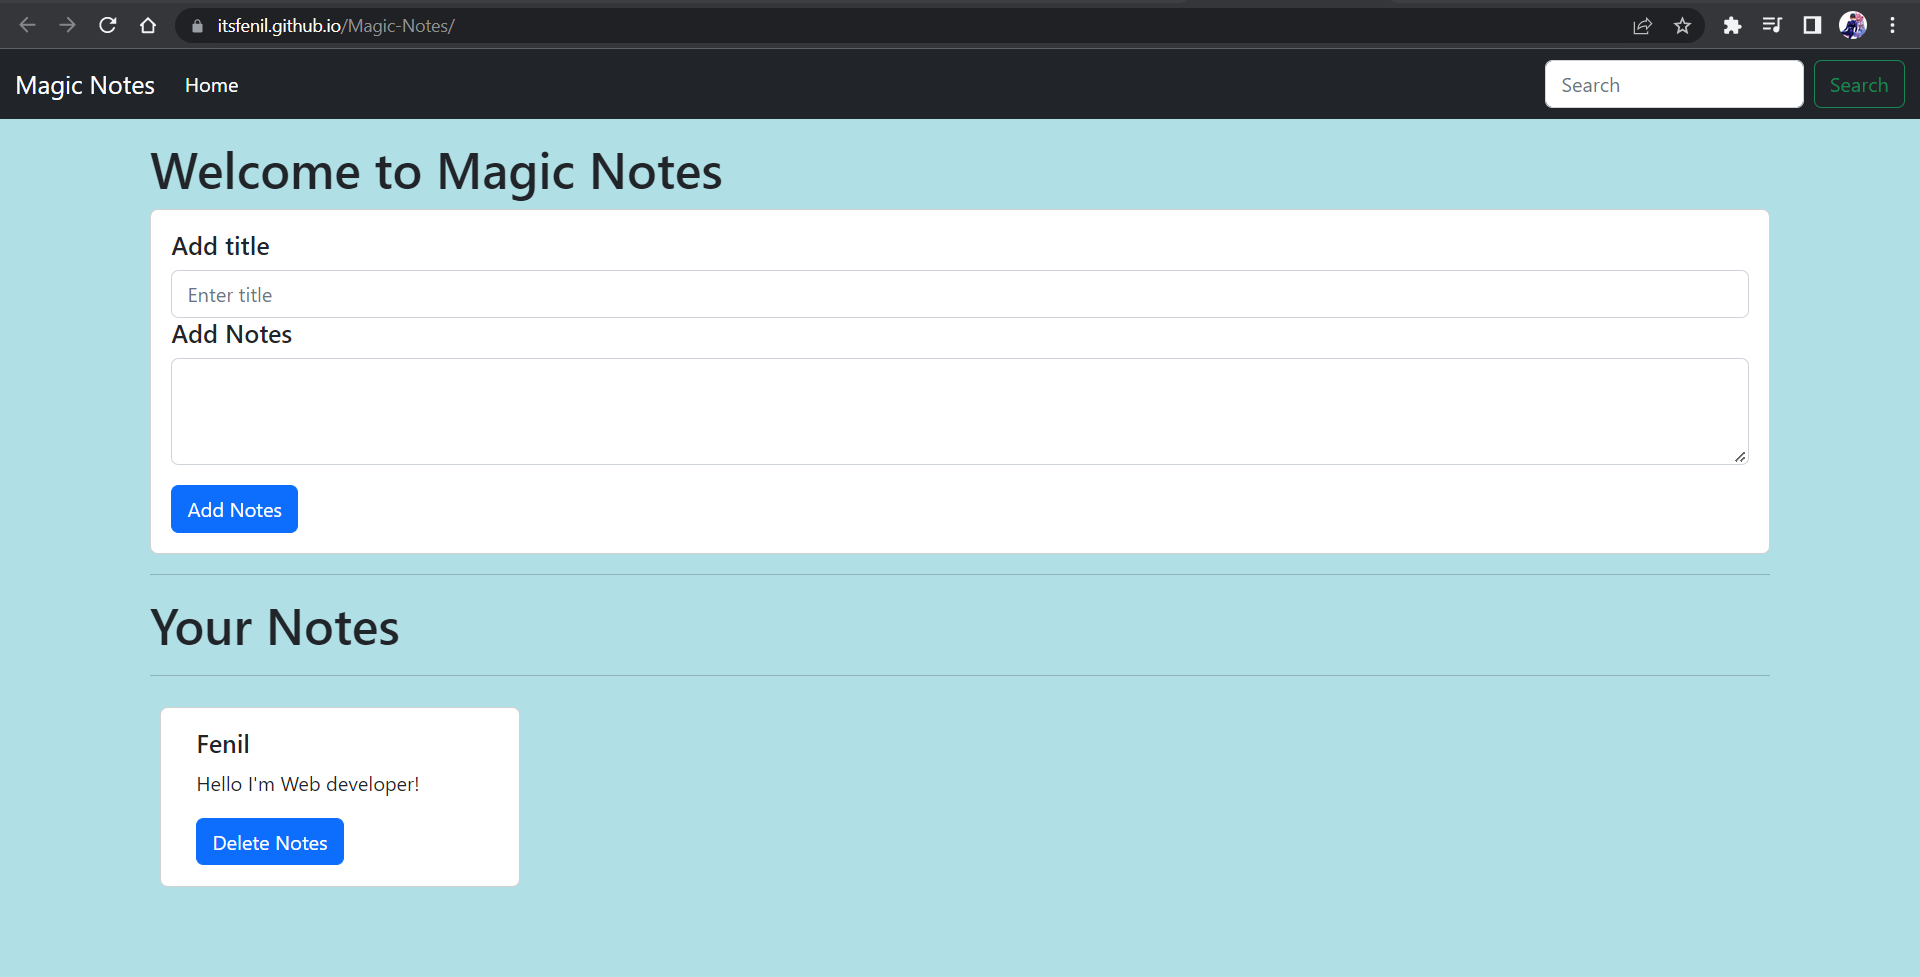 itsfenil.github.io/Magic-Notes/
Magic Notes Home Search Search
Welcome to Magic Notes
Add title
Enter title
Add Notes
Add Notes
Your Notes
Fenil
Hello I'm Web developer!
Delete Notes